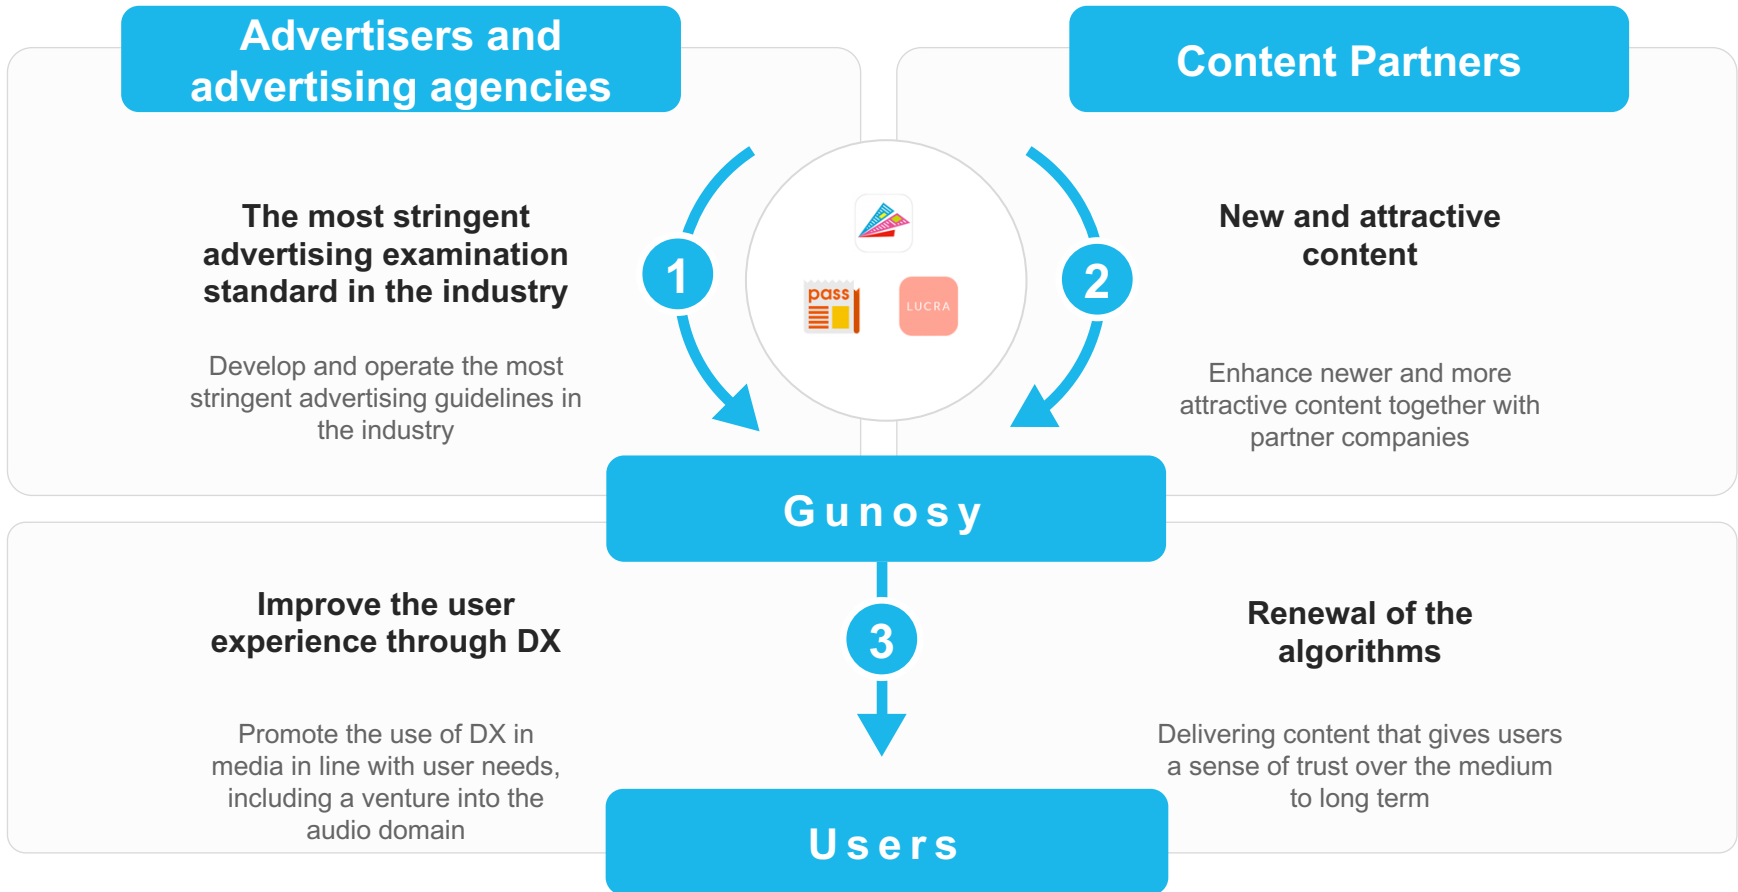 Advertisers and
advertising agencies
Content Partners
The most stringent
advertising examination
standard in the industry
Develop and operate the most
stringent advertising guidelines in
the industry
1
pass
LUCRA
2
New and attractive
content
Enhance newer and more
attractive content together with
partner companies
Gunosy
Improve the user
experience through DX
Promote the use of DX in
media in line with user needs,
including a venture into the
audio domain
3
Renewal of the
algorithms
Delivering content that gives users
a sense of trust over the medium
to long term
Users